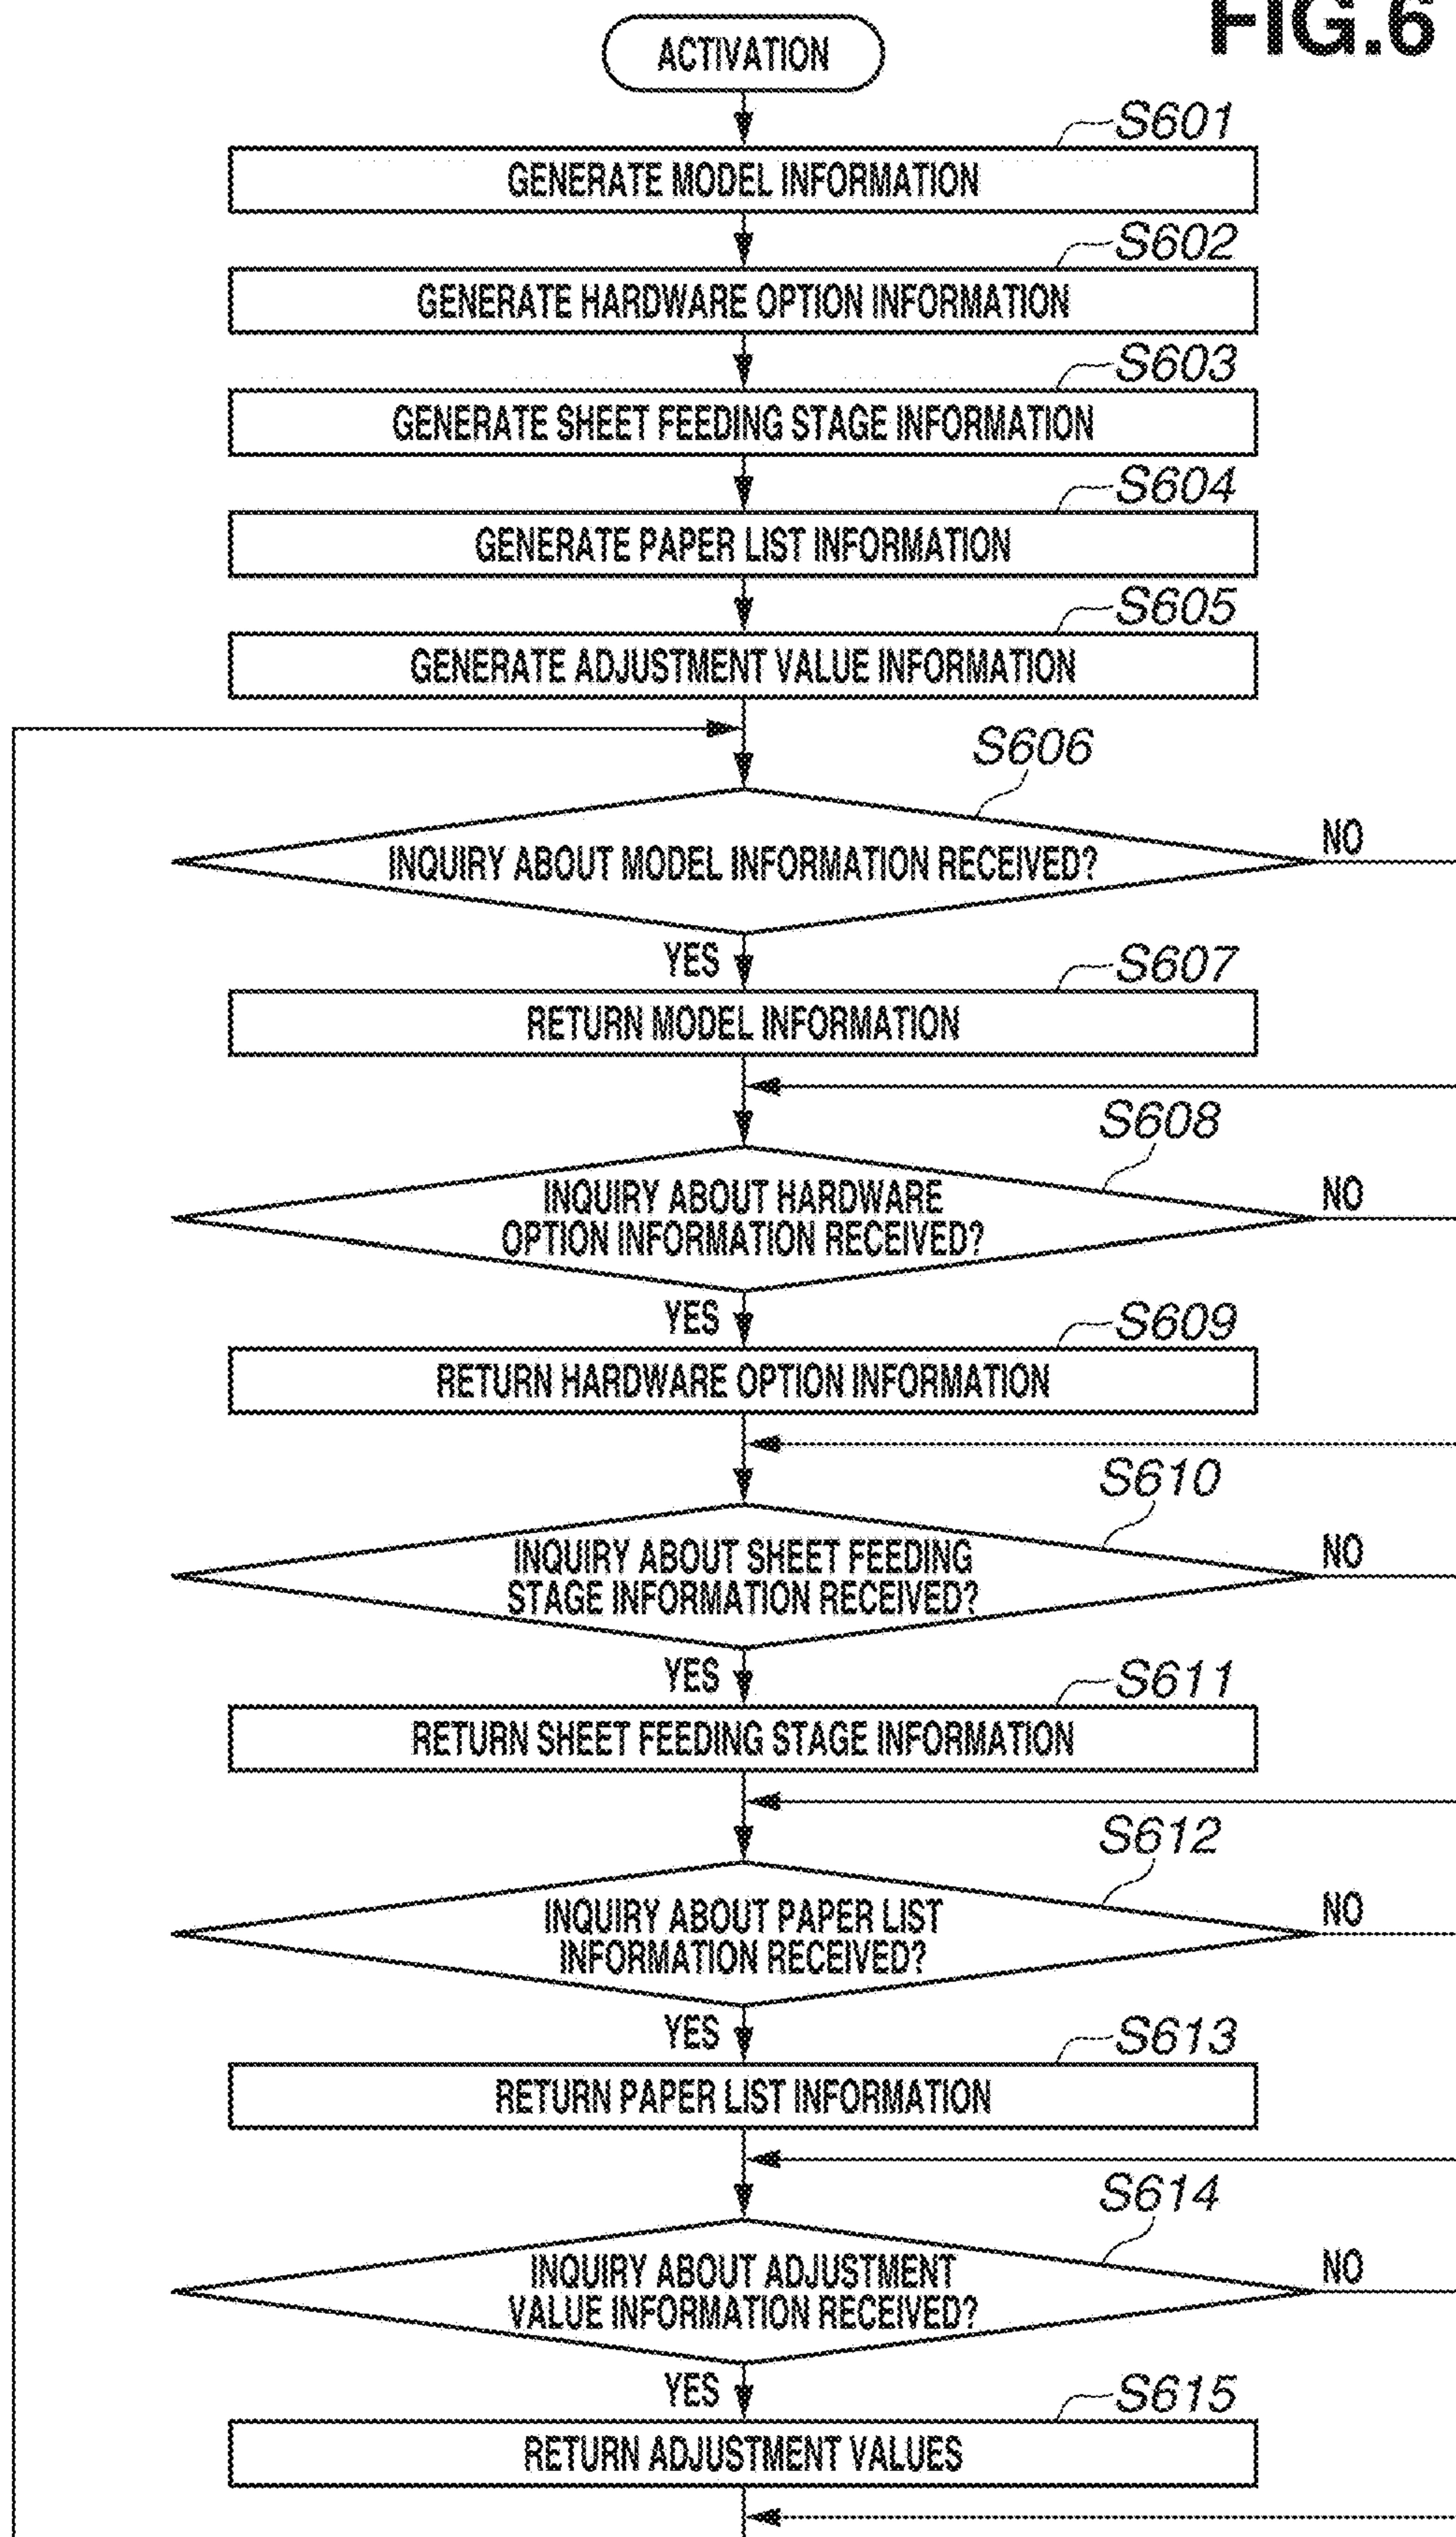 FIG.6
ACTIVATION
S601
GENERATE MODEL INFORMATION
S602
GENERATE HARDWARE OPTION INFORMATION
S603
GENERATE SHEET FEEDING STAGE INFORMATION
S604
GENERATE PAPER LIST INFORMATION
S605
GENERATE ADJUSTMENT VALUE INFORMATION
S606
INQUIRY ABOUT MODEL INFORMATION RECEIVED?
NO
YES
S607
RETURN MODEL INFORMATION
S608
INQUIRY ABOUT HARDWARE
OPTION INFORMATION RECEIVED?
NO
YES
S609
RETURN HARDWARE OPTION INFORMATION
S610
INQUIRY ABOUT SHEET FEEDING
STAGE INFORMATION RECEIVED?
NO
YES
S611
RETURN SHEET FEEDING STAGE INFORMATION
S612
INQUIRY ABOUT PAPER LIST
INFORMATION RECEIVED?
NO
YES
S613
RETURN PAPER LIST INFORMATION
S614
INQUIRY ABOUT ADJUSTMENT
VALUE INFORMATION RECEIVED?
NO
YES
S615
RETURN ADJUSTMENT VALUES